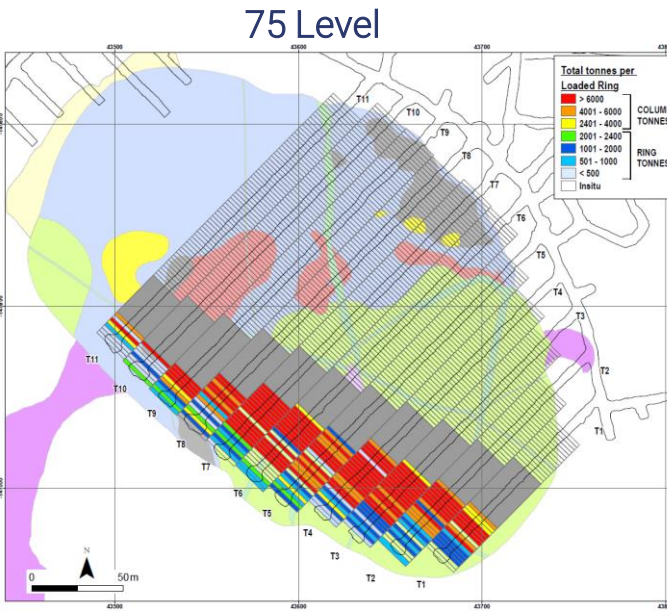 75 Level
43500
43600
43700
Total tonnes per
Loaded Ring
> 6000
4001 - 6000
2401 - 4000
2001 - 2400
1001 - 2000
501 - 1000
< 500
Insitu
COLUM
TONNES
RING
TONNES
T11
T10
T9
T8
T7
T6
T5
T4
T3
T2
T1
T11
T10
T9
T8
T7
T6
T5
T4
T3
T2
T1
N
0
50m
43500
43600
43700